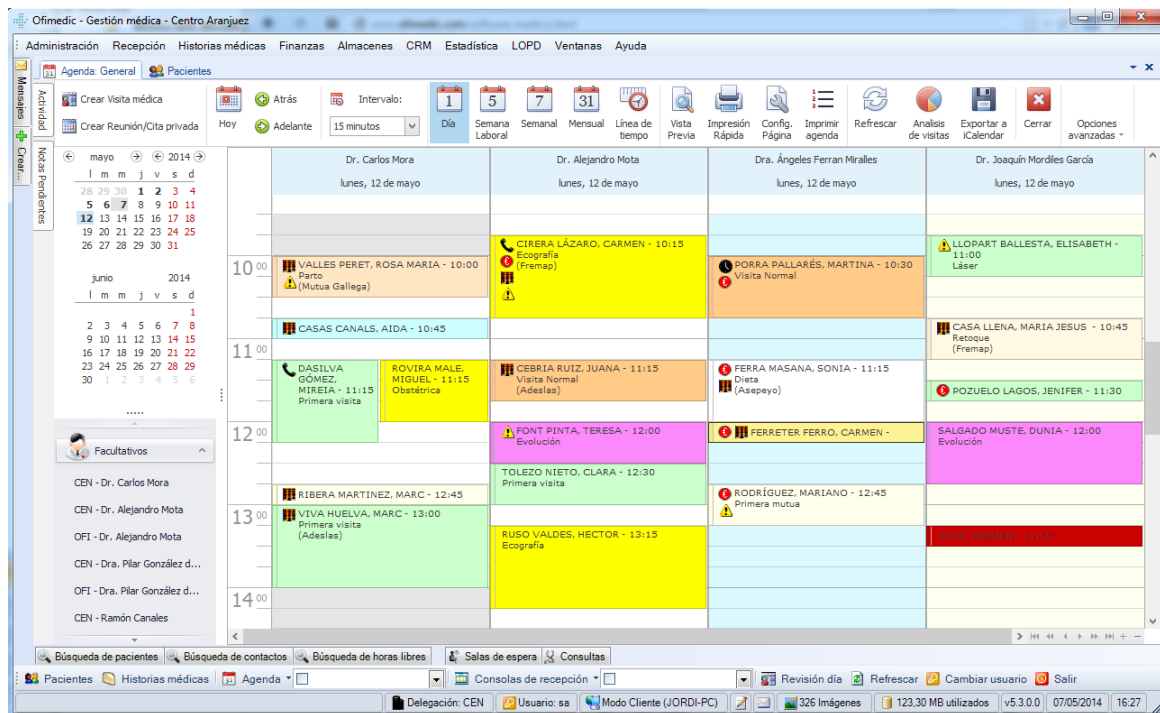 Ofimedic - Gestión médica - Centro Aranjuez
Administración Recepción Historias médicas Finanzas Almacenes CRM Estadística LOPD Ventanas Ayuda
Mensajes
Crear...
Agenda: General Pacientes
Actividad
Notas Pendientes
Crear Visita médica
Crear Reunión/Cita privada
Hoy
Atrás
Adelante
Intervalo:
15 minutos
1
Día
5
Semana
Laboral
7
Semanal
31
Mensual
Línea de
tiempo
Vista
Previa
Impresión
Rápida
Config.
Página
Imprimir
agenda
Refrescar
Analisis
de visitas
Exportar a
iCalendar
Cerrar
Opciones
avanzadas
mayo 2014
l m m j v s d
28 29 30 1 2 3 4
5 6 7 8 9 10 11
12 13 14 15 16 17 18
19 20 21 22 23 24 25
26 27 28 29 30 31
junio 2014
l m m j v s d
1
2 3 4 5 6 7 8
9 10 11 12 13 14 15
16 17 18 19 20 21 22
23 24 25 26 27 28 29
30 1 2 3 4 5 6
.....
Facultativos
CEN - Dr. Carlos Mora
CEN - Dr. Alejandro Mota
OFI - Dr. Alejandro Mota
CEN - Dra. Pilar González d...
OFI - Dra. Pilar González d...
CEN - Ramón Canales
10 00
11 00
12 00
13 00
14 00
Dr. Carlos Mora
lunes, 12 de mayo
VALLES PERET, ROSA MARIA - 10:00
Parto
(Mutua Gallega)
CASAS CANALS, AIDA - 10:45
DASILVA
GÓMEZ,
MIREIA - 11:15
Primera visita
ROVIRA MALE,
MIGUEL - 11:15
Obstétrica
RIBERA MARTINEZ, MARC - 12:45
VIVA HUELVA, MARC - 13:00
Primera visita
(Adeslas)
Dr. Alejandro Mota
lunes, 12 de mayo
CIRERA LÁZARO, CARMEN - 10:15
Ecografía
(Fremap)
CEBRIA RUIZ, JUANA - 11:15
Visita Normal
(Adeslas)
FONT PINTA, TERESA - 12:00
Evolución
TOLEZO NIETO, CLARA - 12:30
Primera visita
RUSO VALDES, HECTOR - 13:15
Ecografía
Dra. Ángeles Ferran Miralles
lunes, 12 de mayo
PORRA PALLARÉS, MARTINA - 10:30
Visita Normal
FERRA MASANA, SONIA - 11:15
Dieta
(Asepeyo)
FERRETER FERRO, CARMEN -
RODRÍGUEZ, MARIANO - 12:45
Primera mutua
Dr. Joaquín Mordiles García
lunes, 12 de mayo
LLOPART BALLESTA, ELISABETH -
11:00
Láser
CASA LLENA, MARIA JESUS - 10:45
Retoque
(Fremap)
POZUELO LAGOS, JENIFER - 11:30
SALGADO MUSTE, DUNIA - 12:00
Evolución
Búsqueda de pacientes Búsqueda de contactos Búsqueda de horas libres Salas de espera Consultas
Pacientes Historias médicas Agenda Consolas de recepción Revisión día Refrescar Cambiar usuario Salir
Delegación: CEN Usuario: sa Modo Cliente (JORDI-PC) 326 Imágenes 123,30 MB utilizados v5.3.0.0 07/05/2014 16:27